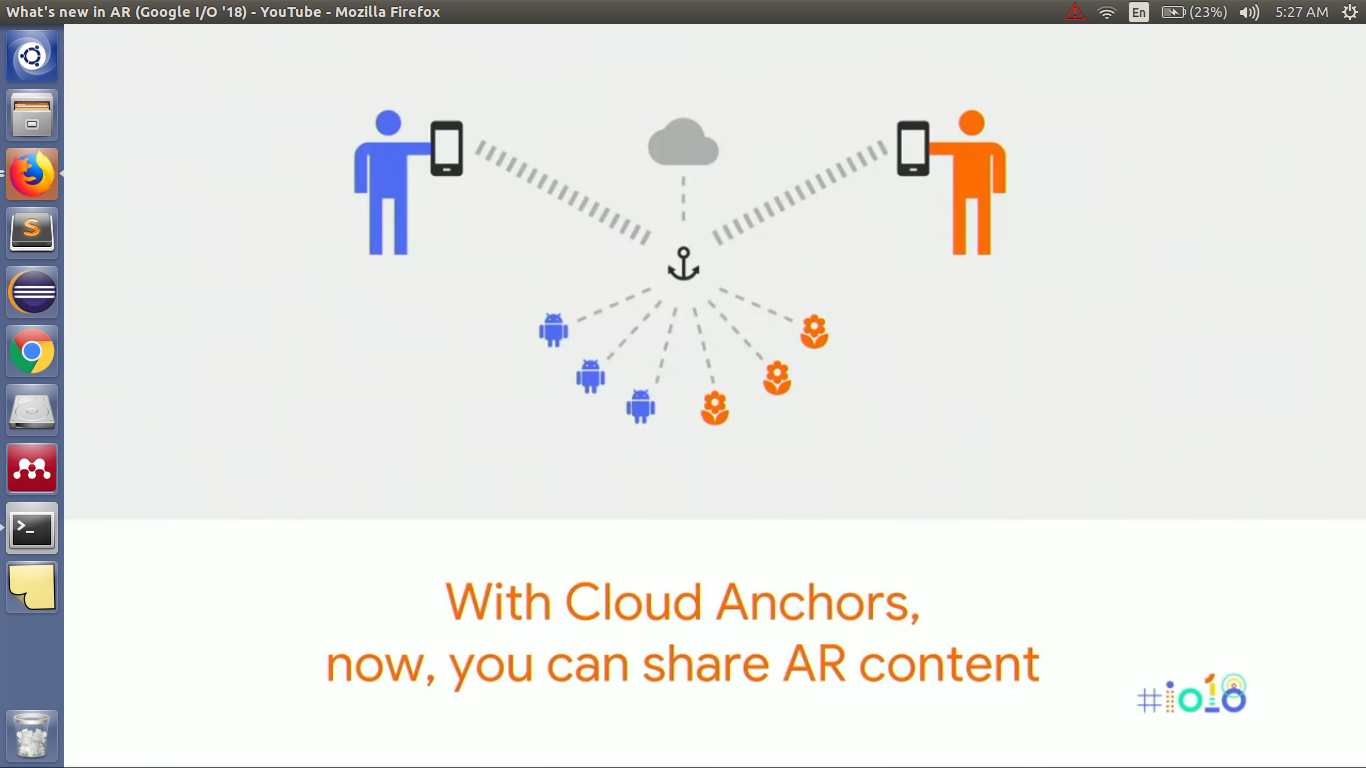 What's new in AR (Google I/O '18) - YouTube - Mozilla Firefox
En
(23%)
5:27 AM
S
>_
With Cloud Anchors,
now, you can share AR content
#io18